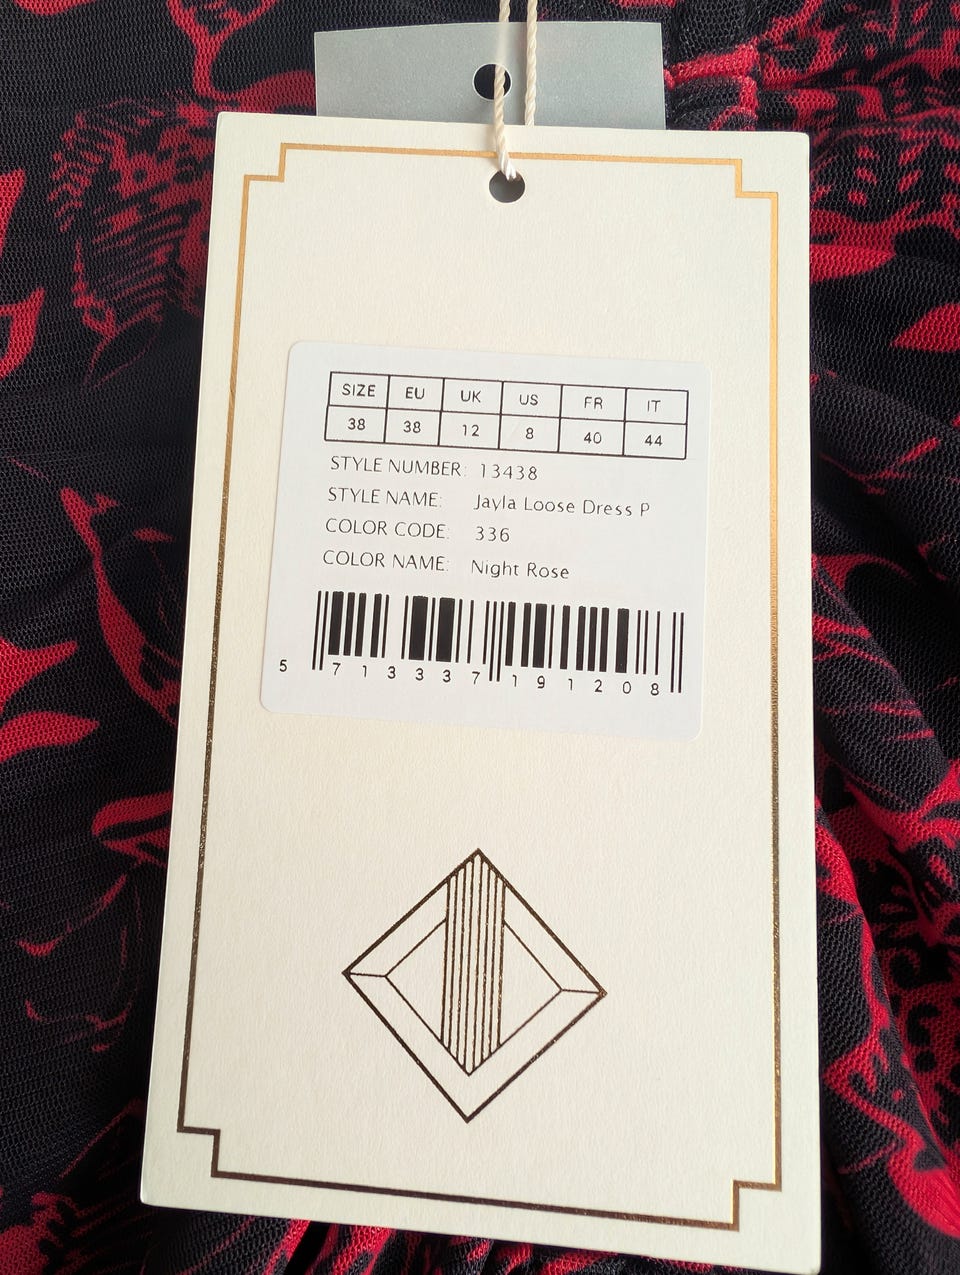 SIZE EU UK US FR IT
38 38 12 8 40 44
STYLE NUMBER: 13438
STYLE NAME: Jayla Loose Dress P
COLOR CODE: 336
COLOR NAME: Night Rose
5 713337 191208